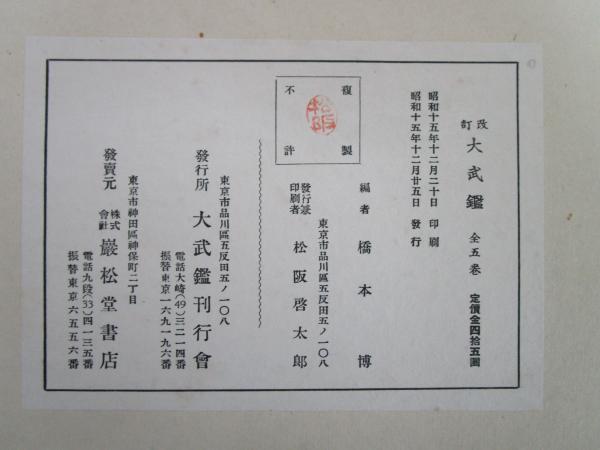 改訂 大武鑑 全五巻 定價金四拾五圓
昭和十五年十二月二十日 印刷
昭和十五年十二月廿五日 發行
複製
不許
編者 橋本博
東京市品川區五反田五ノ一〇八
發行兼印刷者 松阪啓太郎
東京市品川區五反田五ノ一〇八
發行所 大武鑑刊行會
電話大崎(49)三二一四番
振替東京一六九一九六番
東京市神田區神保町二丁目
發賣元 株式會社 巖松堂書店
電話九段(33)四一三五番
振替東京六五五六番